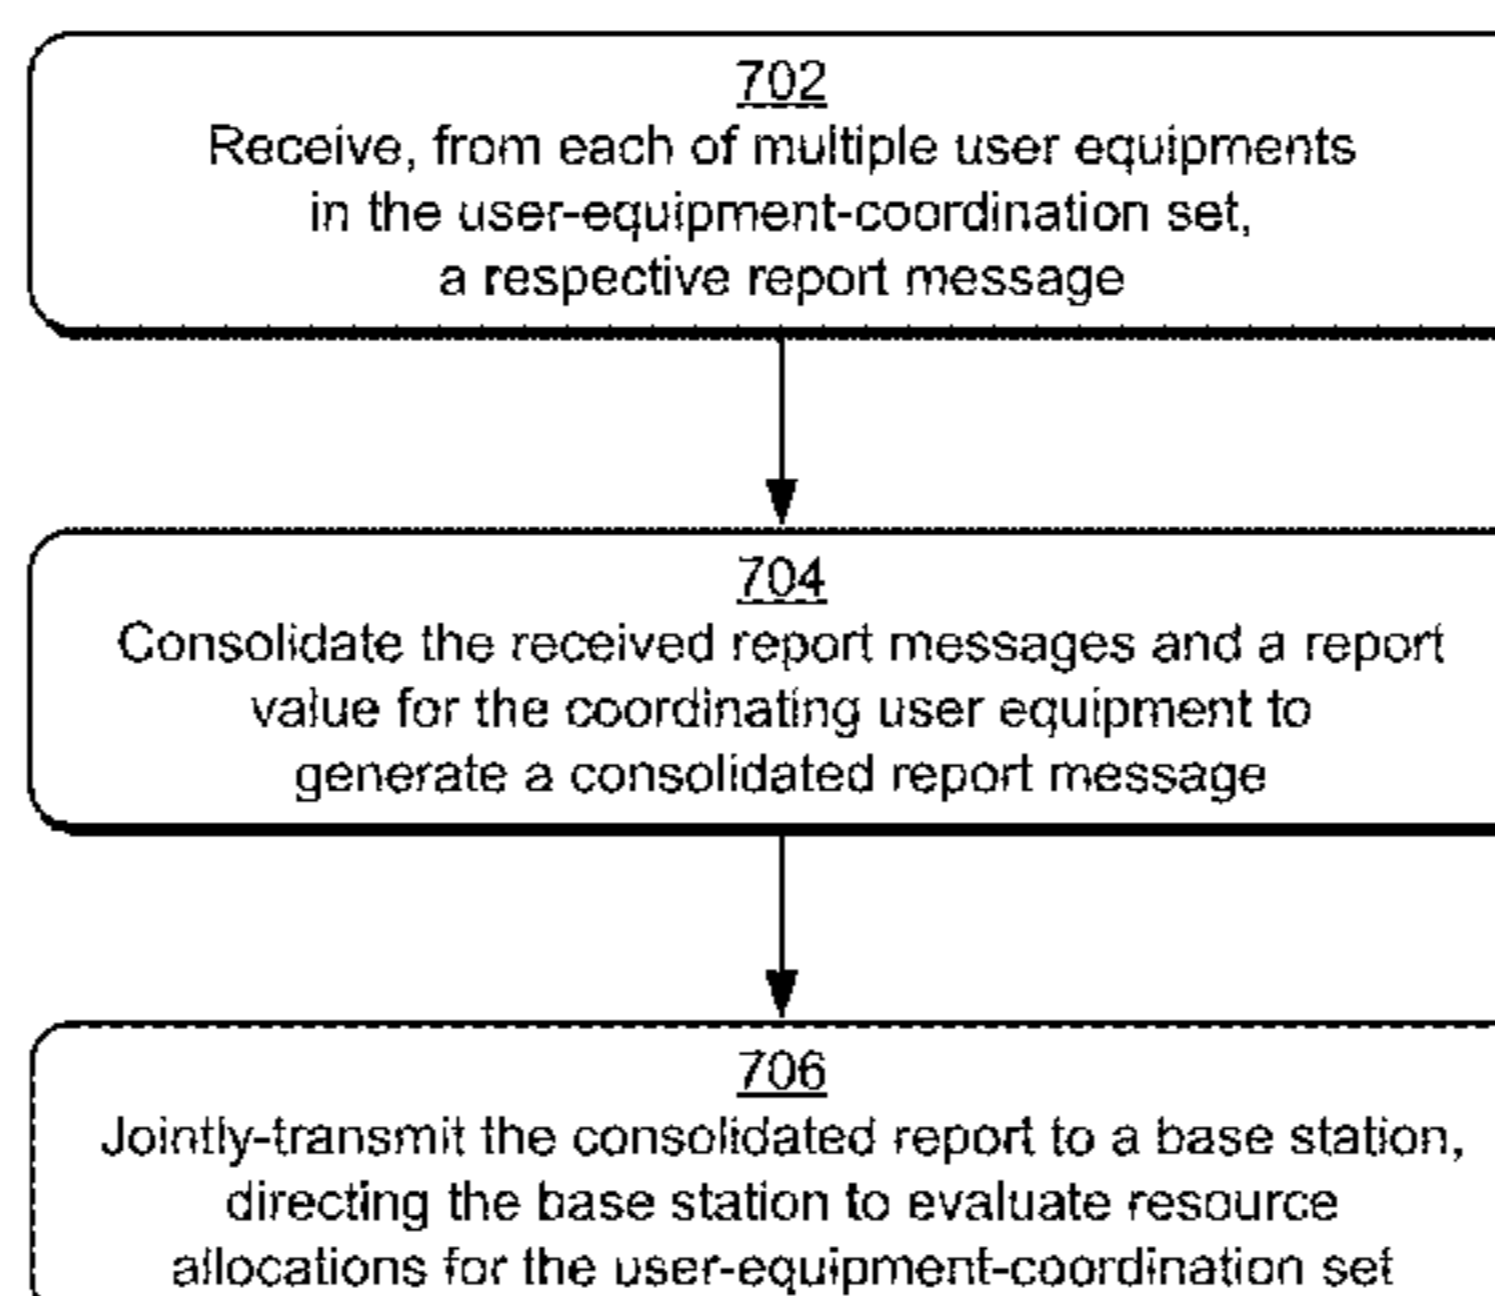 702
Receive, from each of multiple user equipments
in the user-equipment-coordination set,
a respective report message
704
Consolidate the received report messages and a report
value for the coordinating user equipment to
generate a consolidated report message
706
Jointly-transmit the consolidated report to a base station,
directing the base station to evaluate resource
allocations for the user-equipment-coordination set